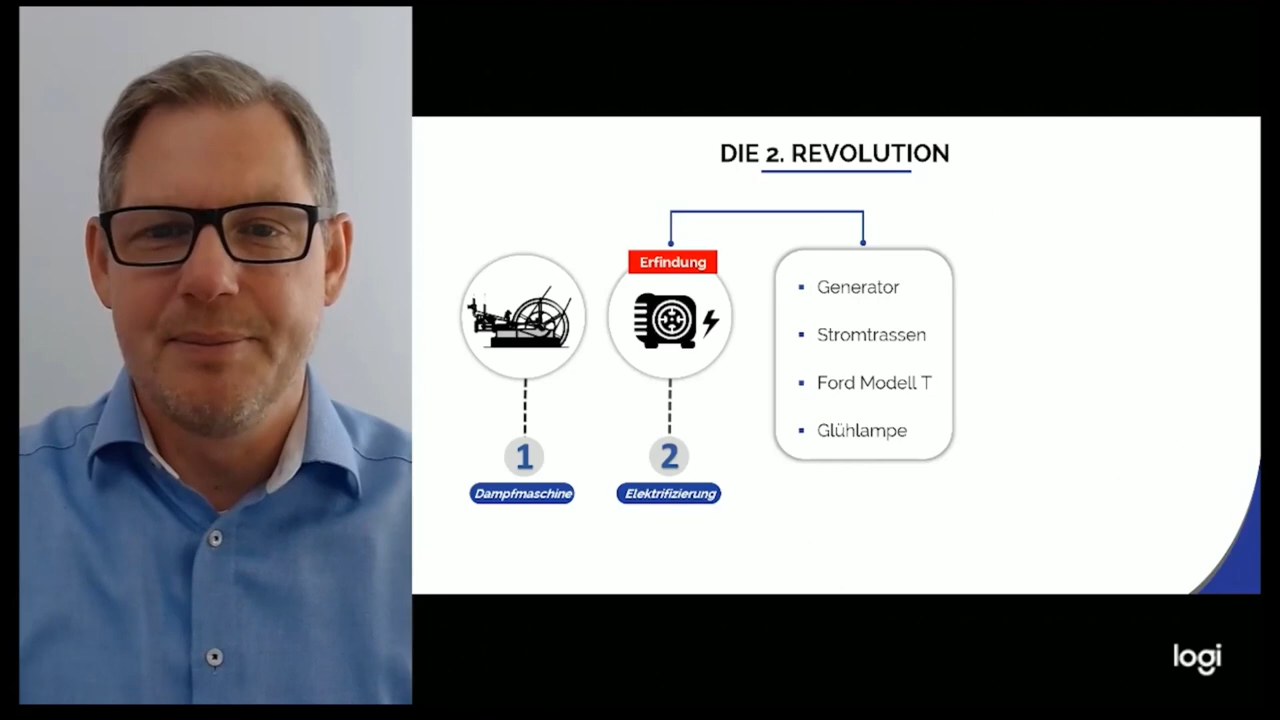 DIE 2. REVOLUTION
Erfindung
Generator
Stromtrassen
Ford Modell T
Glühlampe
1
2
Dampfmaschine
Elektrifizierung
logi